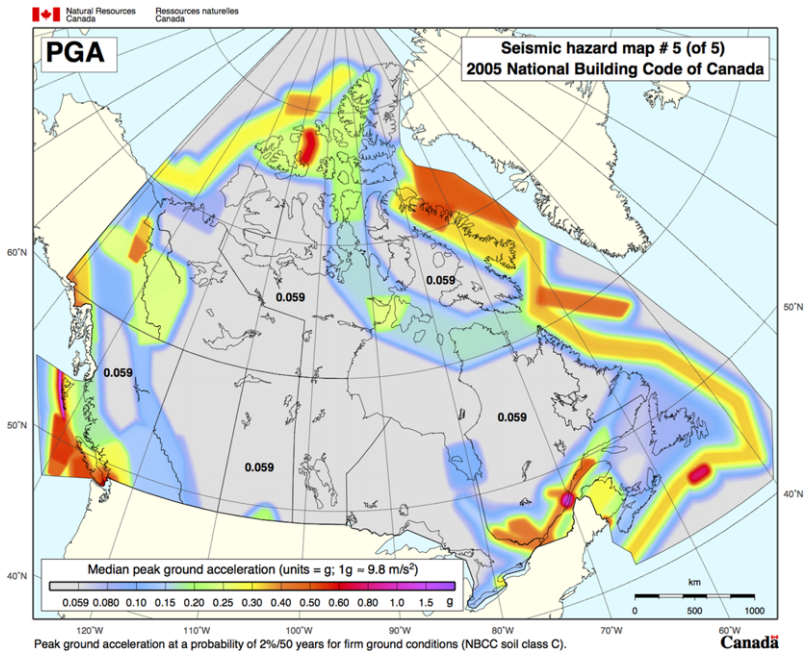 Natural Resources Ressources naturelles
Canada Canada
PGA
Seismic hazard map # 5 (of 5)
2005 National Building Code of Canada
60°N
50°N
40°N
50°N
40°N
0.059
0.059
0.059
0.059
0.059
Median peak ground acceleration (units = g; 1g ≈ 9.8 m/s²)
0.059 0.080 0.10 0.15 0.20 0.25 0.30 0.40 0.50 0.60 0.80 1.0 1.5 g
km
0 500 1000
120°W 110°W 100°W 90°W 80°W 70°W 60°W
Peak ground acceleration at a probability of 2%/50 years for firm ground conditions (NBCC soil class C).
Canada